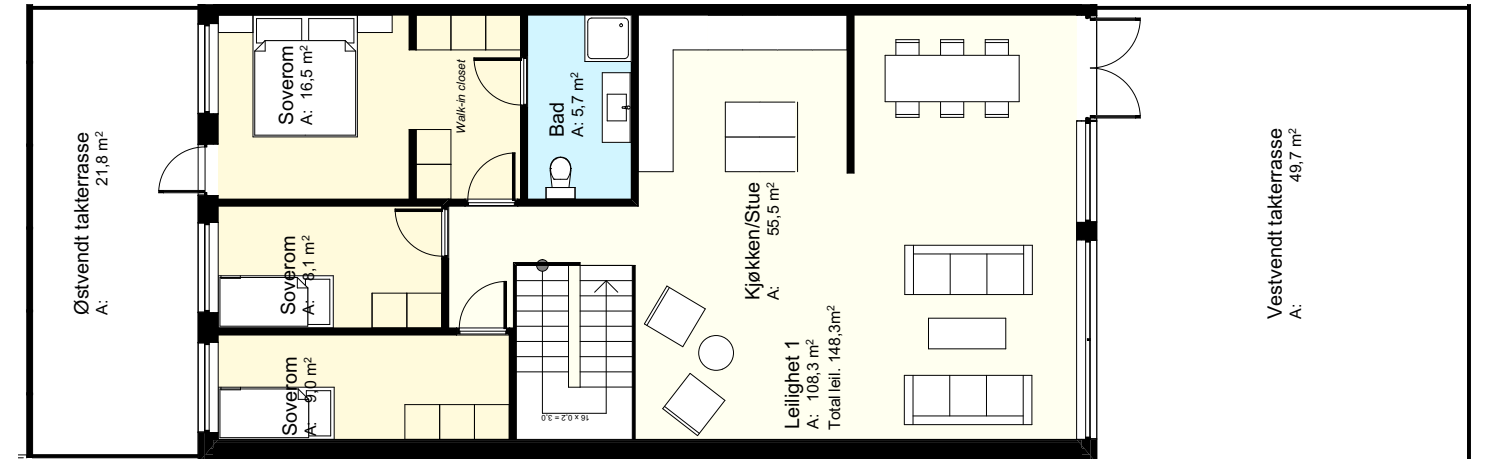 Østvendt takterrasse
A: 21,8 m²
Soverom
A: 16,5 m²
Walk-in closet
Bad
A: 5,7 m²
Soverom
A: 8,1 m²
Soverom
A: 9,0 m²
16 x 0,2 = 3,0
Kjøkken/Stue
A: 55,5 m²
Leilighet 1
A: 108,3 m²
Total leil. 148,3m²
Vestvendt takterrasse
A: 49,7 m²